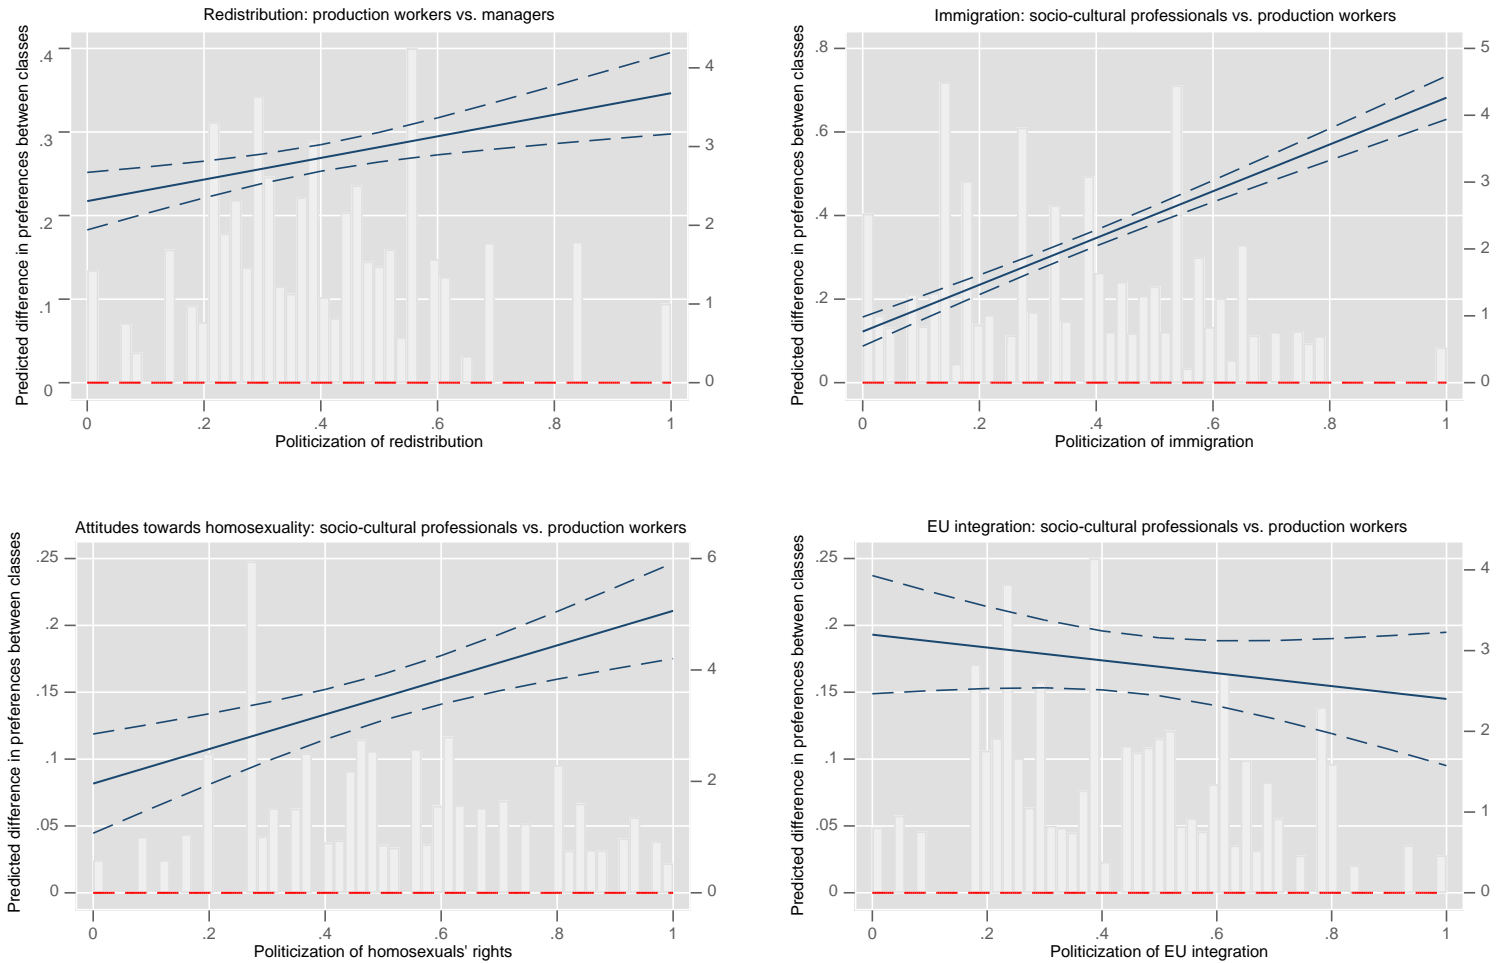 Redistribution: production workers vs. managers
Predicted difference in preferences between classes
.4
.3
.2
.1
0
4
3
2
1
0
0 .2 .4 .6 .8 1
Politicization of redistribution
Immigration: socio-cultural professionals vs. production workers
Predicted difference in preferences between classes
.8
.6
.4
.2
0
5
4
3
2
1
0
0 .2 .4 .6 .8 1
Politicization of immigration
Attitudes towards homosexuality: socio-cultural professionals vs. production workers
Predicted difference in preferences between classes
.25
.2
.15
.1
.05
0
6
4
2
0
0 .2 .4 .6 .8 1
Politicization of homosexuals' rights
EU integration: socio-cultural professionals vs. production workers
Predicted difference in preferences between classes
.25
.2
.15
.1
.05
0
4
3
2
1
0
0 .2 .4 .6 .8 1
Politicization of EU integration